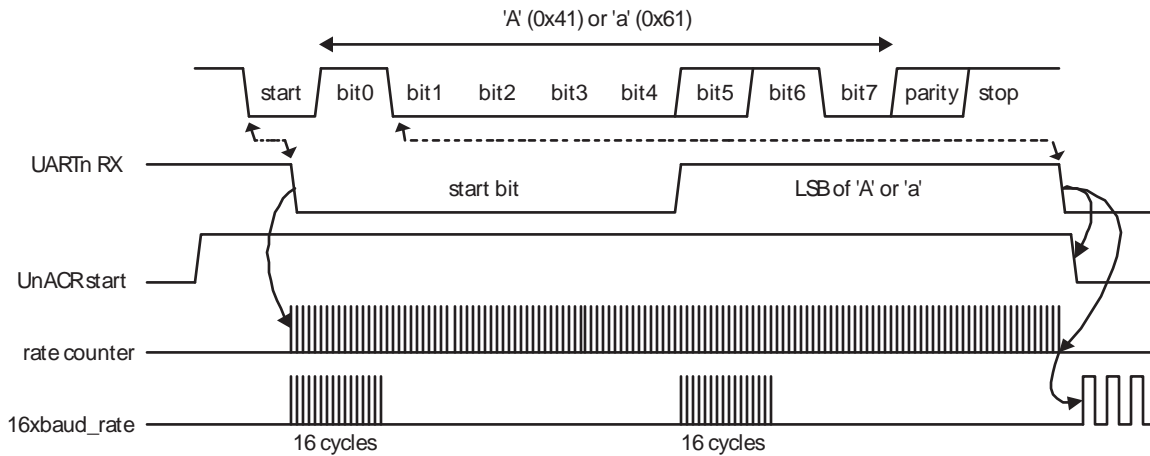 'A' (0x41) or 'a' (0x61)
start bit0 bit1 bit2 bit3 bit4 bit5 bit6 bit7 parity stop
UARTn RX
start bit LSB of 'A' or 'a'
UnACR start
rate counter
16xbaud_rate
16 cycles 16 cycles